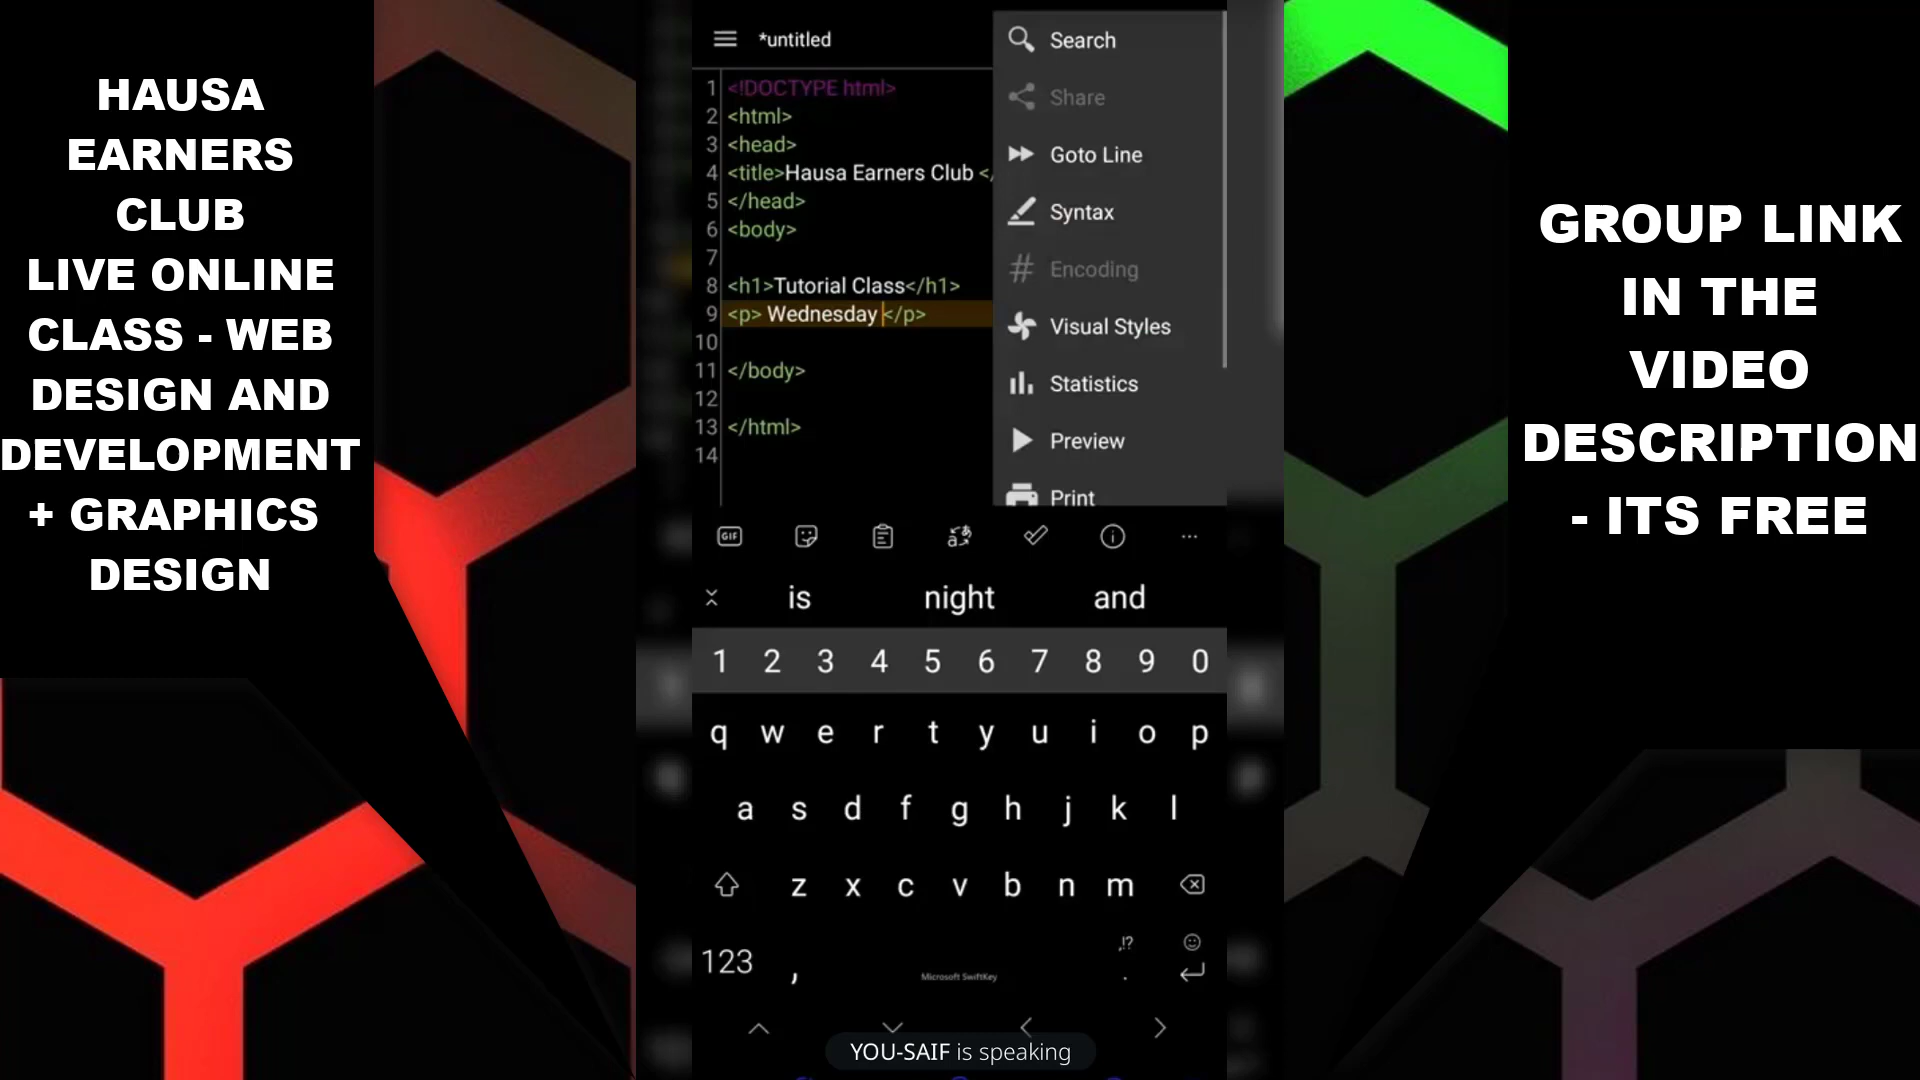 HAUSA
EARNERS
CLUB
LIVE ONLINE
CLASS - WEB
DESIGN AND
DEVELOPMENT
+ GRAPHICS
DESIGN
*untitled
1 <!DOCTYPE html>
2 <html>
3 <head>
4 <title>Hausa Earners Club </
5 </head>
6 <body>
7
8 <h1>Tutorial Class</h1>
9 <p> Wednesday </p>
10
11 </body>
12
13 </html>
14
Search
Share
Goto Line
Syntax
# Encoding
Visual Styles
Statistics
Preview
Print
GIF
is night and
1 2 3 4 5 6 7 8 9 0
q w e r t y u i o p
a s d f g h j k l
z x c v b n m
123 , Microsoft SwiftKey ,!? .
YOU-SAIF is speaking
GROUP LINK
IN THE
VIDEO
DESCRIPTION
- ITS FREE